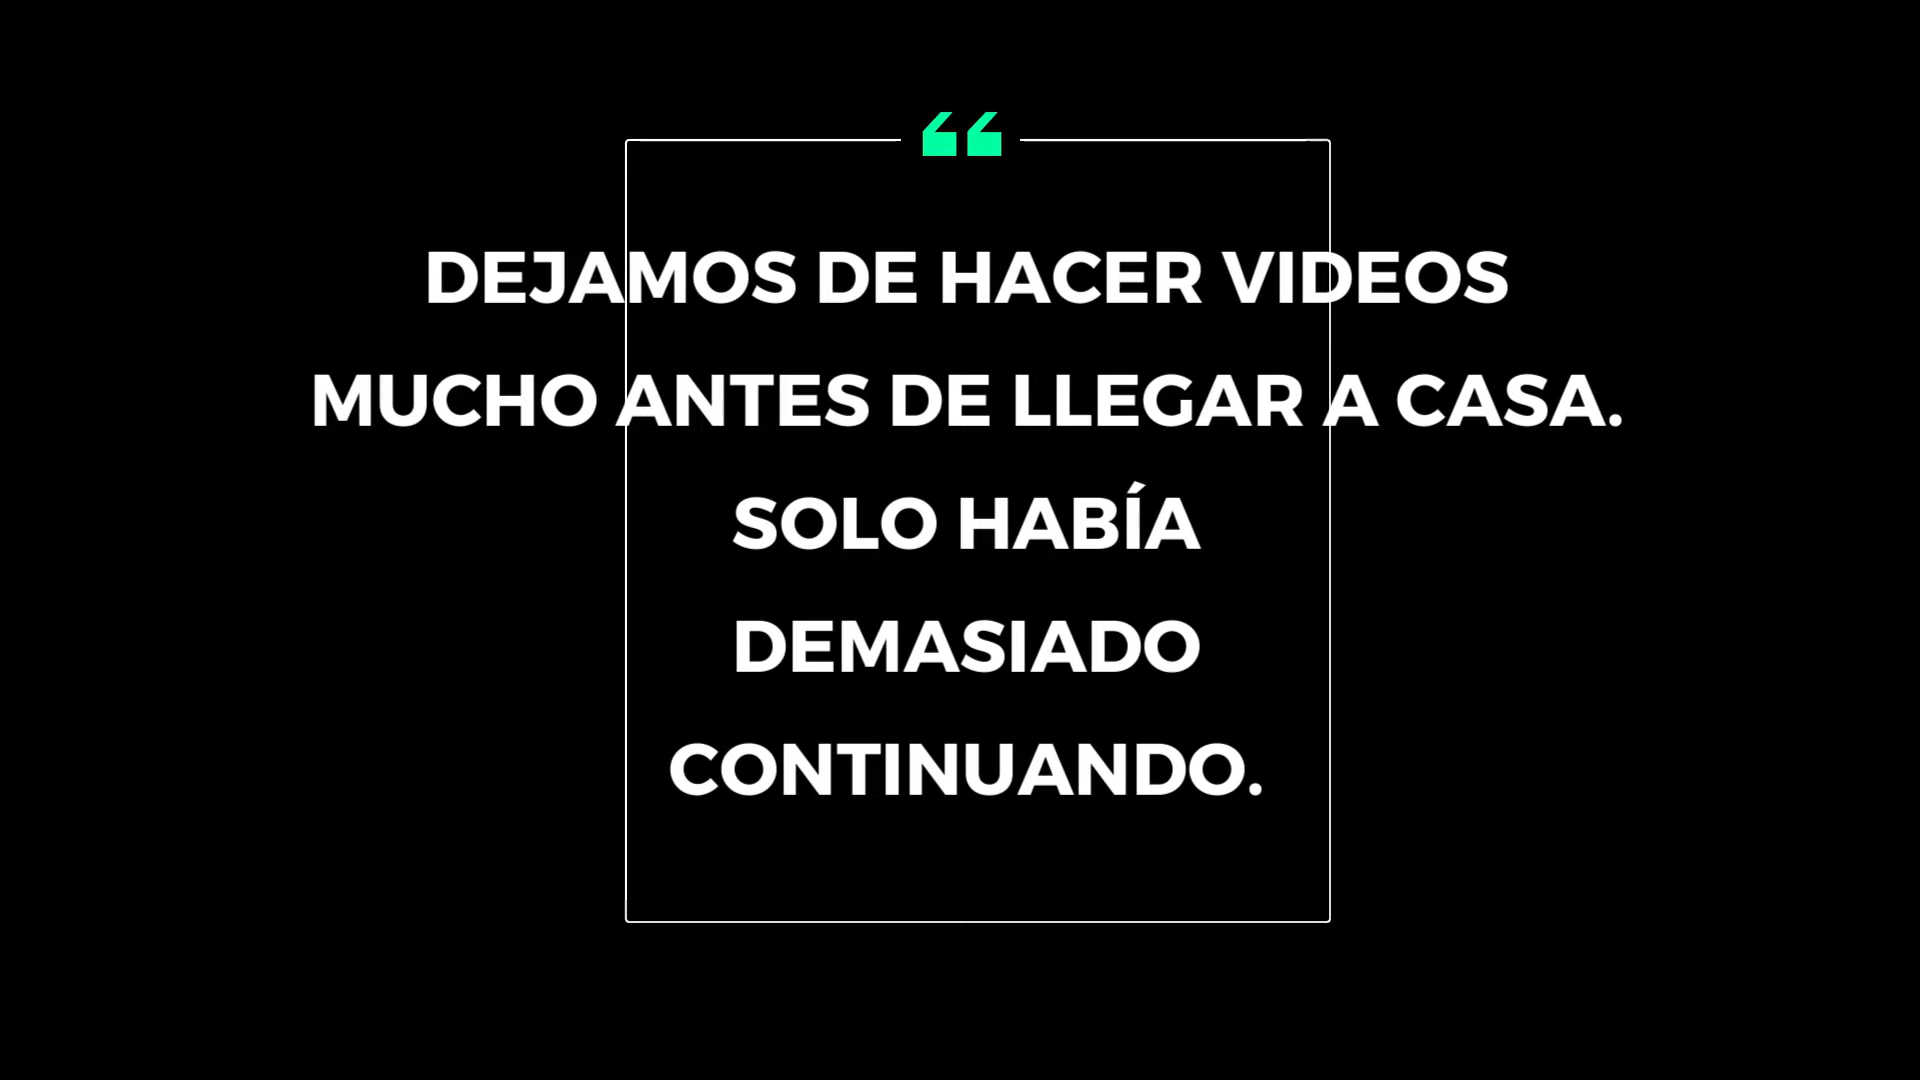 “
DEJAMOS DE HACER VIDEOS
MUCHO ANTES DE LLEGAR A CASA.
SOLO HABÍA
DEMASIADO
CONTINUANDO.